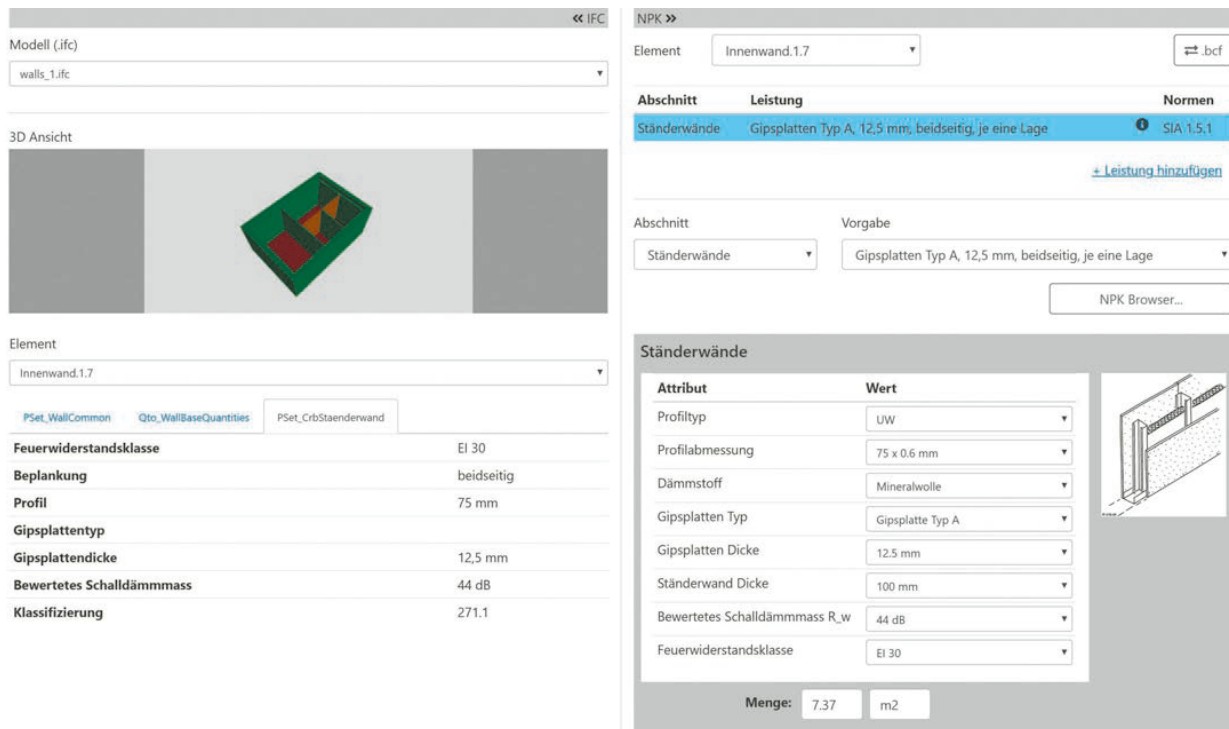 « IFC
Modell (.ifc)
walls_1.ifc
3D Ansicht
Element
Innenwand.1.7
PSet_WallCommon Qto_WallBaseQuantities PSet_CrbStaenderwand
Feuerwiderstandsklasse EI 30
Beplankung beidseitig
Profil 75 mm
Gipsplattentyp
Gipsplattendicke 12,5 mm
Bewertetes Schalldämmmass 44 dB
Klassifizierung 271.1
NPK »
Element Innenwand.1.7 ⇄ .bcf
Abschnitt Leistung Normen
Ständerwände Gipsplatten Typ A, 12,5 mm, beidseitig, je eine Lage SIA 1.5.1
+ Leistung hinzufügen
Abschnitt Vorgabe
Ständerwände Gipsplatten Typ A, 12,5 mm, beidseitig, je eine Lage
NPK Browser...
Ständerwände
Attribut Wert
Profiltyp UW
Profilabmessung 75 x 0.6 mm
Dämmstoff Mineralwolle
Gipsplatten Typ Gipsplatte Typ A
Gipsplatten Dicke 12.5 mm
Ständerwand Dicke 100 mm
Bewertetes Schalldämmmass R_w 44 dB
Feuerwiderstandsklasse EI 30
Menge: 7.37 m2